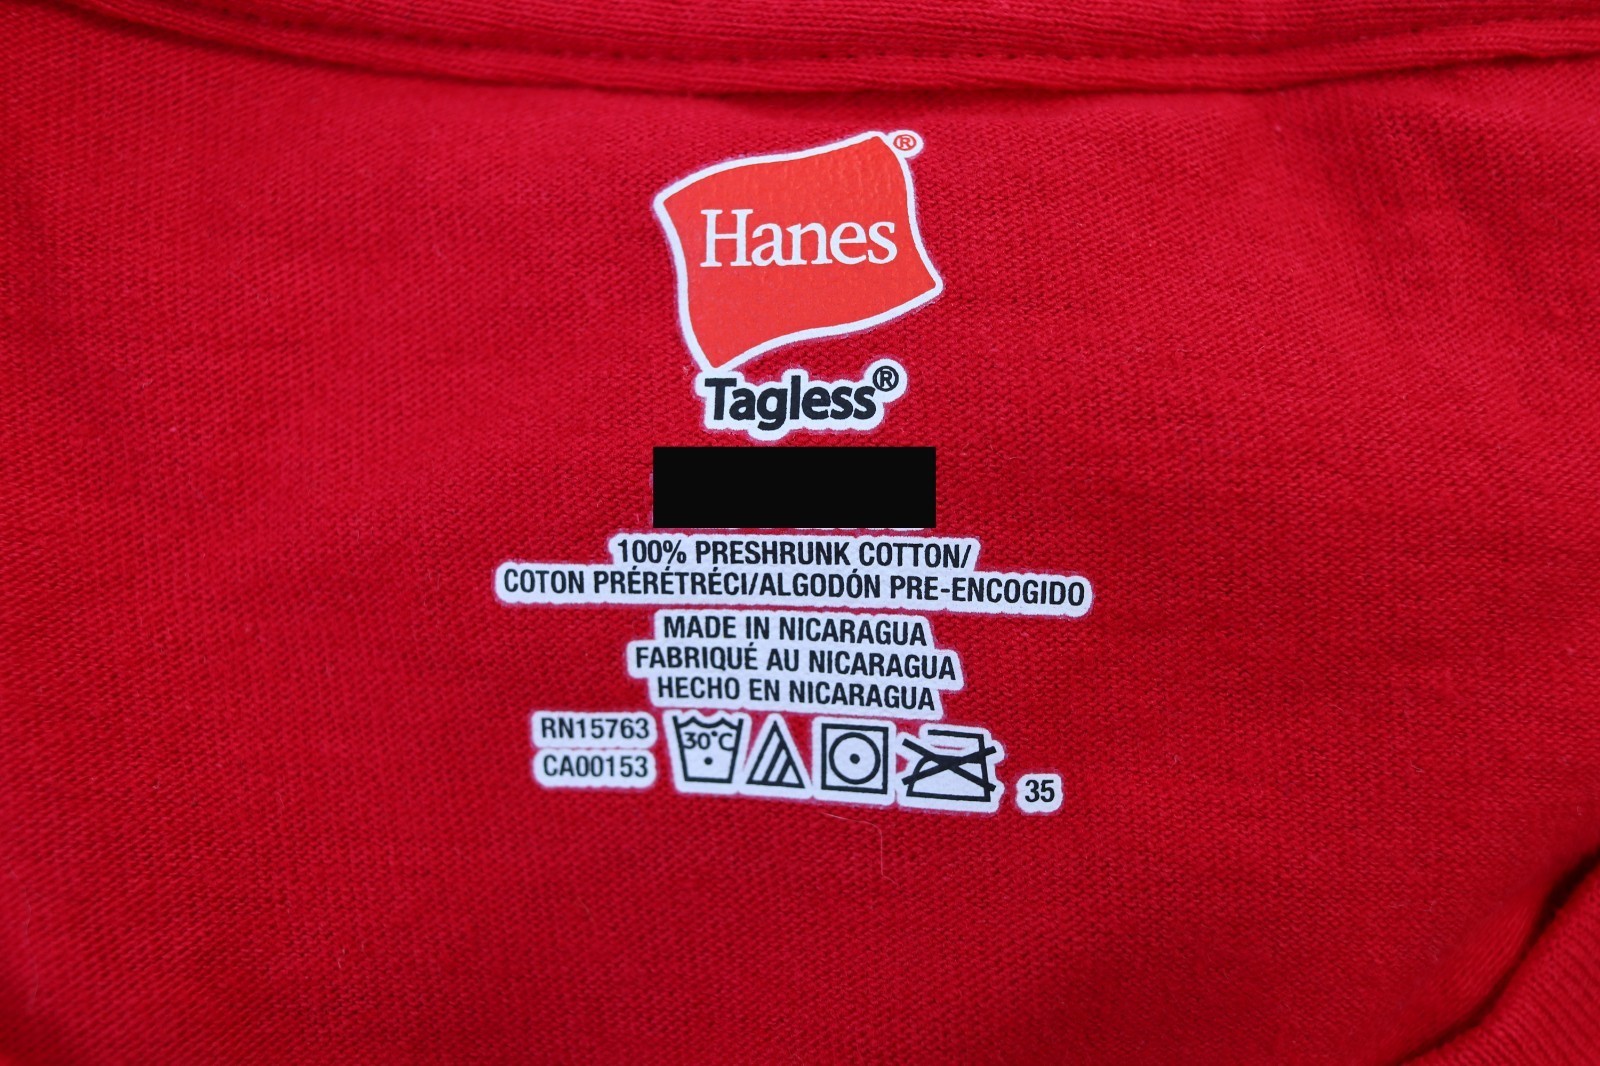 Hanes®
Tagless®
100% PRESHRUNK COTTON/
COTON PRÉRÉTRÉCI/ALGODÓN PRE-ENCOGIDO
MADE IN NICARAGUA
FABRIQUÉ AU NICARAGUA
HECHO EN NICARAGUA
RN15763
CA00153
30°C
35